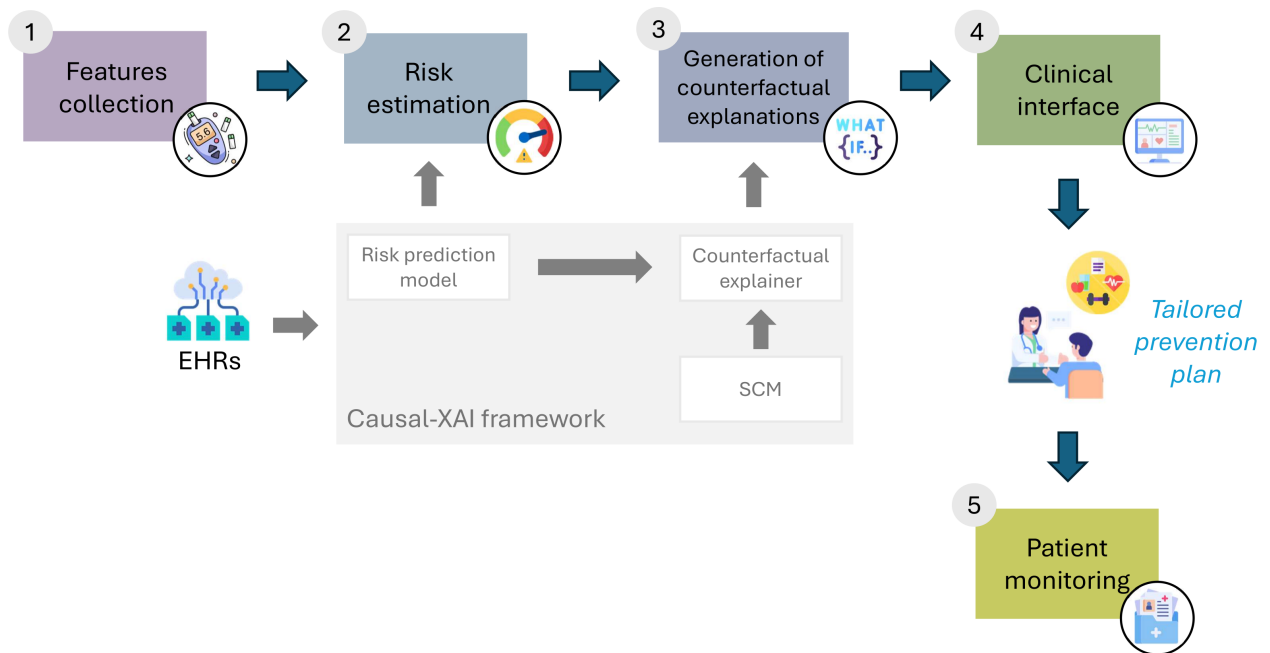 1
Features
collection
5.6
2
Risk
estimation
3
Generation of
counterfactual
explanations
WHAT
{IF..}
4
Clinical
interface
Risk prediction
model
Counterfactual
explainer
SCM
Causal-XAI framework
EHRs
Tailored
prevention
plan
5
Patient
monitoring